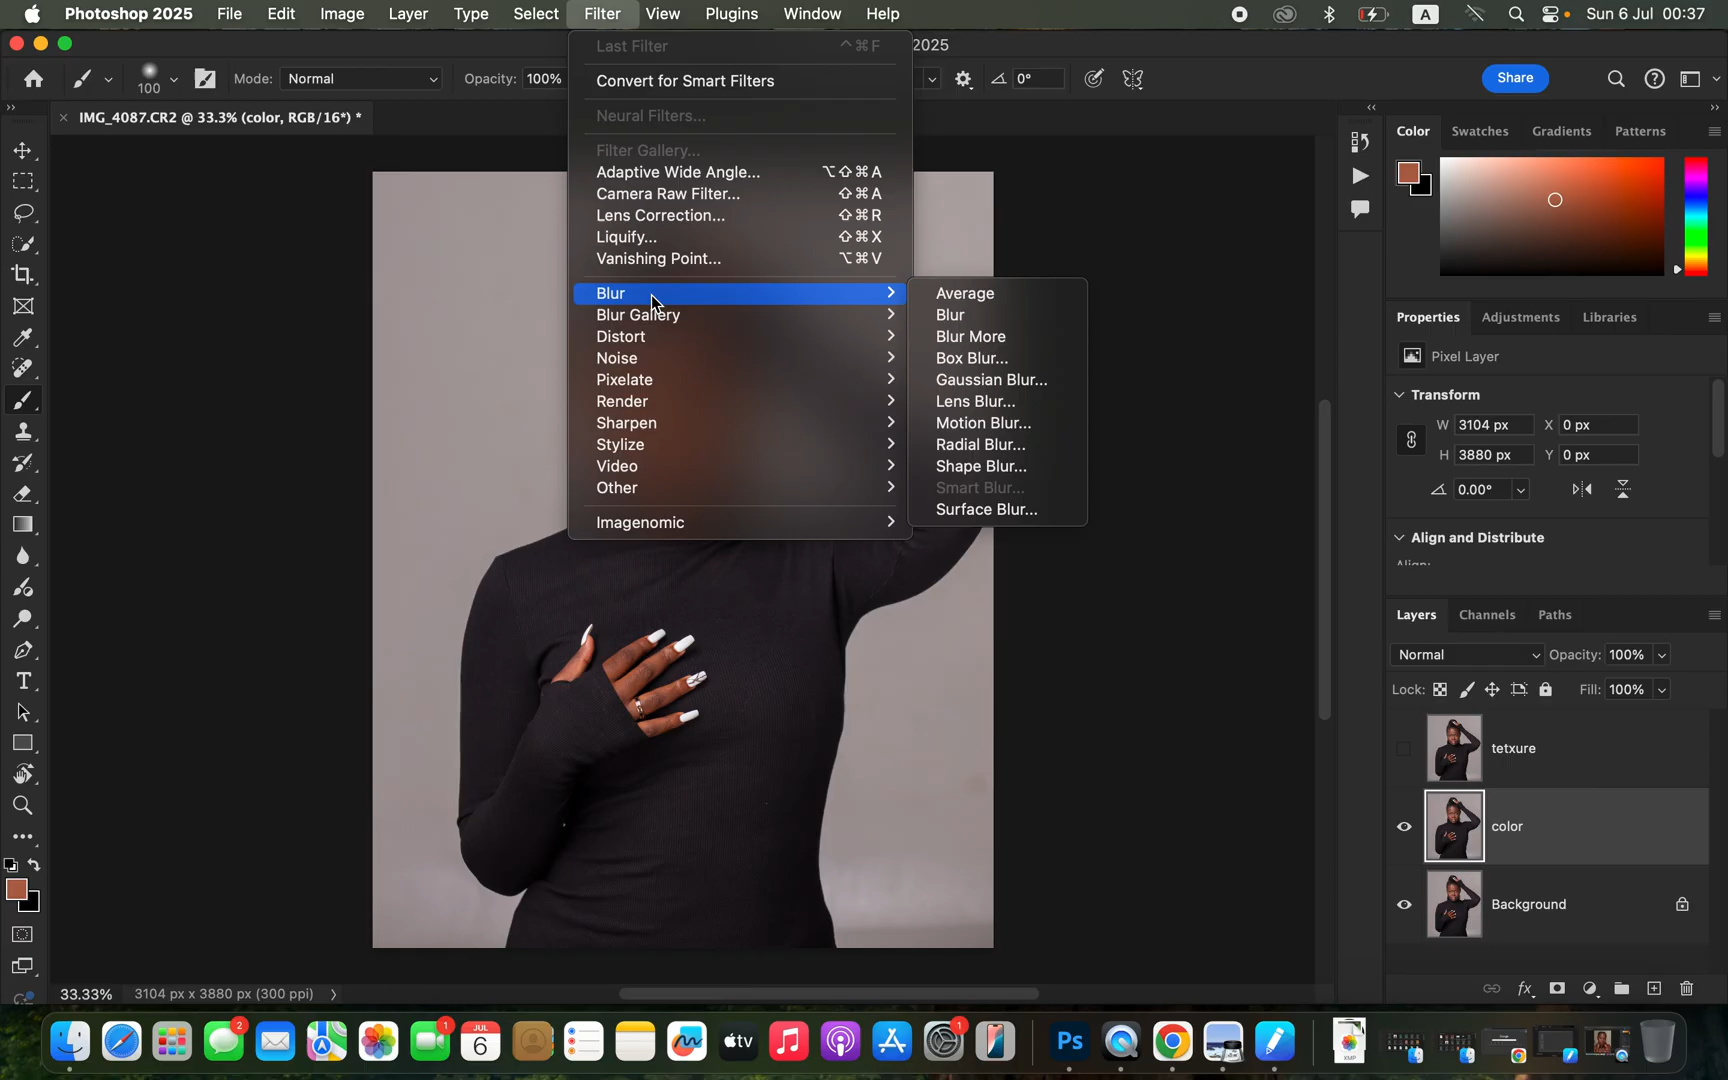 Photoshop 2025 File Edit Image Layer Type Select Filter View Plugins Window Help A Sun 6 Jul 00:37
2025
100 Mode: Normal Opacity: 100% 0° Share
IMG_4087.CR2 @ 33.3% (color, RGB/16*) *
Last Filter ^⌘F
Convert for Smart Filters
Neural Filters...
Filter Gallery...
Adaptive Wide Angle... ⌥⇧⌘A
Camera Raw Filter... ⇧⌘A
Lens Correction... ⇧⌘R
Liquify... ⇧⌘X
Vanishing Point... ⌥⌘V
Blur
Blur Gallery
Distort
Noise
Pixelate
Render
Sharpen
Stylize
Video
Other
Imagenomic
Average
Blur
Blur More
Box Blur...
Gaussian Blur...
Lens Blur...
Motion Blur...
Radial Blur...
Shape Blur...
Smart Blur...
Surface Blur...
Color Swatches Gradients Patterns
Properties Adjustments Libraries
Pixel Layer
Transform
W 3104 px X 0 px
H 3880 px Y 0 px
0.00°
Align and Distribute
Align:
Layers Channels Paths
Normal Opacity: 100%
Lock: Fill: 100%
tetxure
color
Background
fx
33.33% 3104 px x 3880 px (300 ppi)
2 1 JUL 6 tv 1 Ps XMP